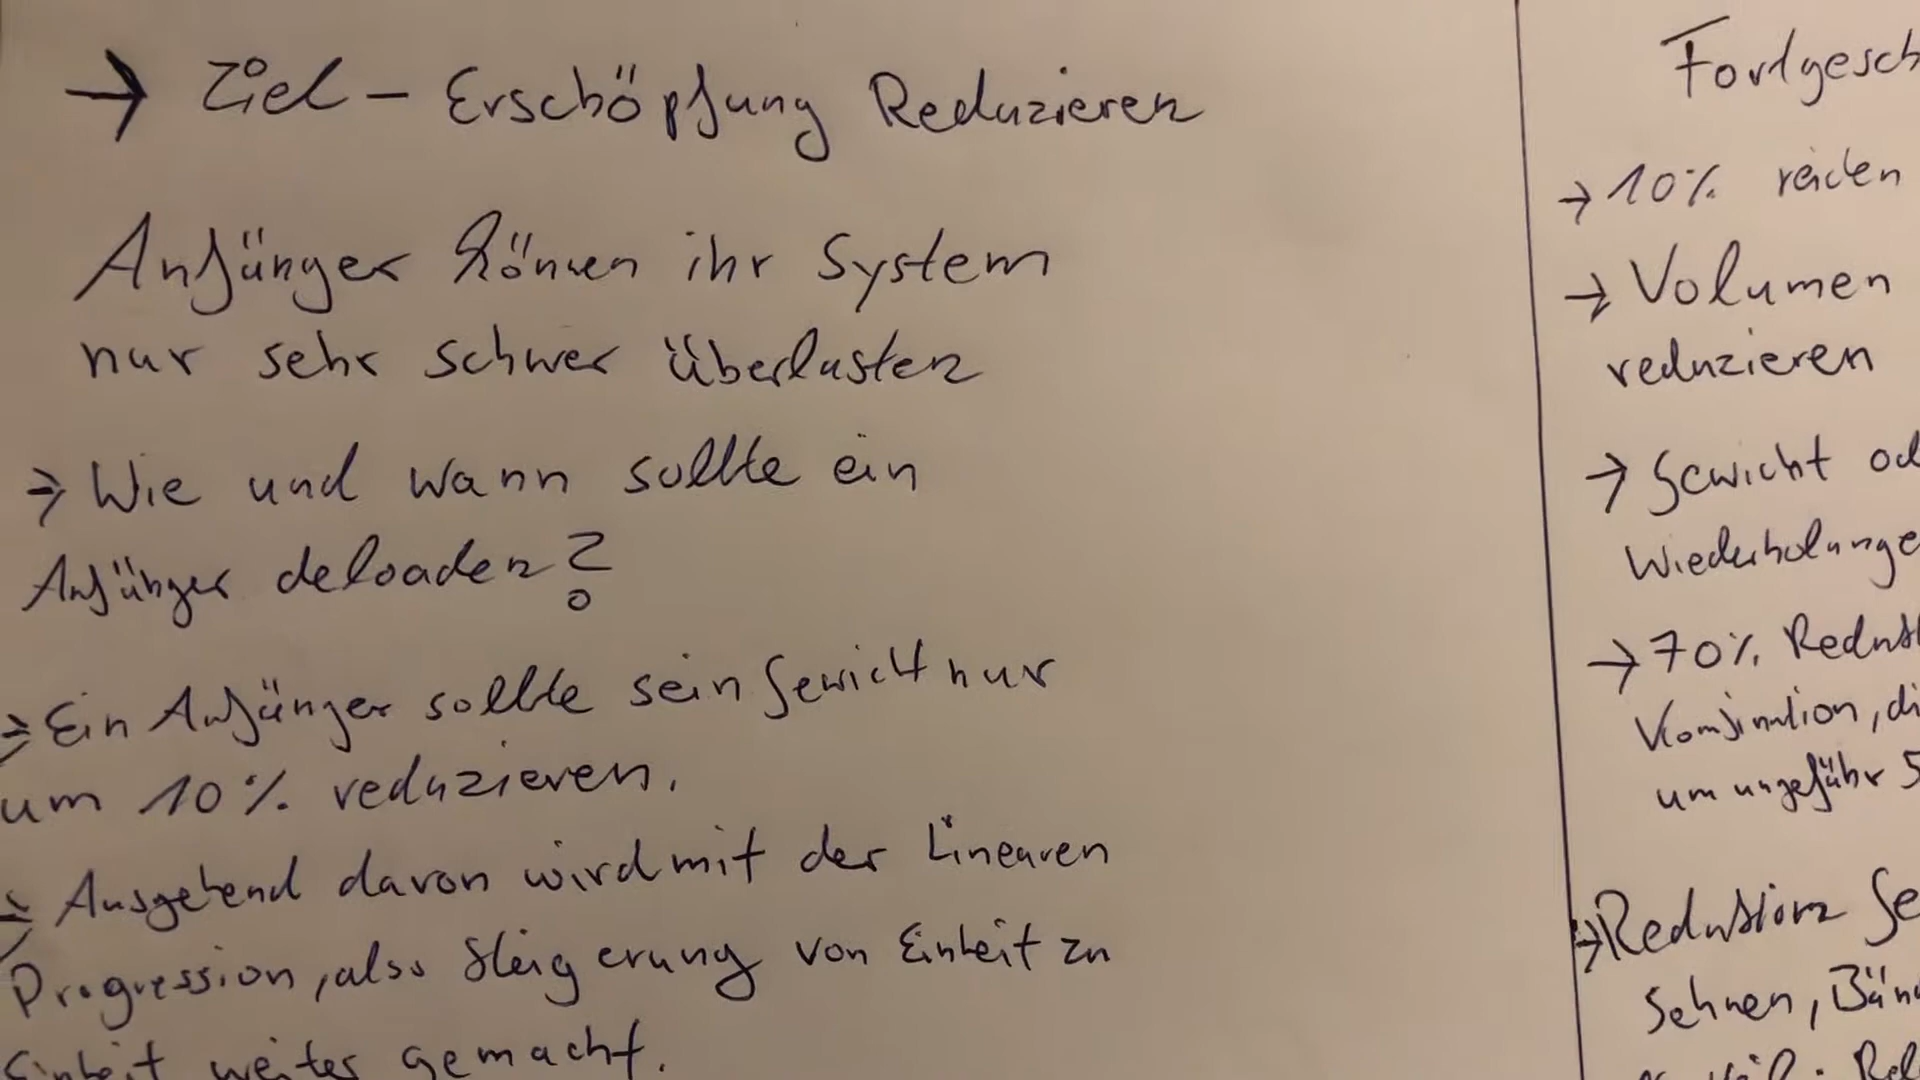 → Ziel – Erschöpfung Reduzieren
Anfänger können ihr System
nur sehr schwer überlasten
→ Wie und wann sollte ein
Anfänger deloaden?
→ Ein Anfänger sollte sein Gewicht nur
um 10% reduzieren.
→ Ausgehend davon wird mit der Linearen
Progression, also Steigerung von Einheit zu
Einheit weiter gemacht.
Fortgesch
→ 10% reichen
→ Volumen
reduzieren
→ Gewicht od
Wiederholunge
→ 70% Redukt
Kombination, di
um ungefähr 5
→ Reduktion Ge
Sehnen, Bän